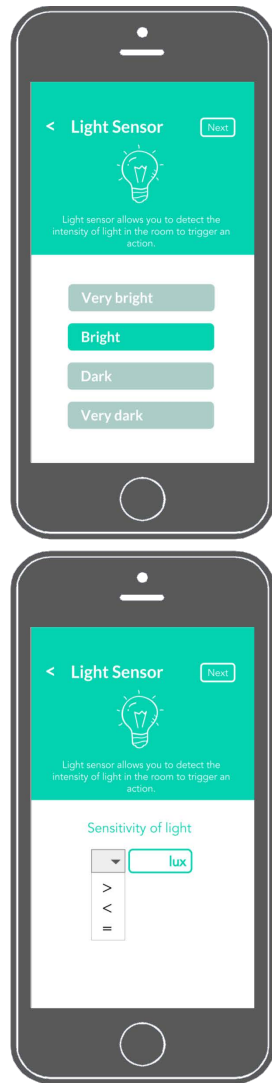 < Light Sensor Next
Light sensor allows you to detect the
intensity of light in the room to trigger an
action.
Very bright
Bright
Dark
Very dark
< Light Sensor Next
Light sensor allows you to detect the
intensity of light in the room to trigger an
action.
Sensitivity of light
lux
>
<
=